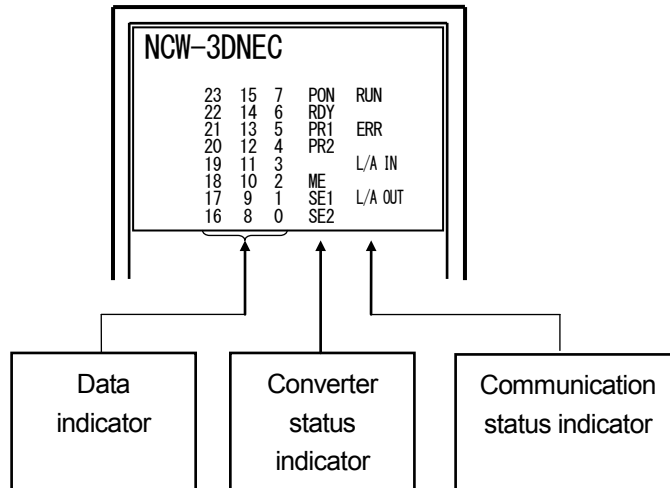 NCW-3DNEC
23 15 7 PON RUN
22 14 6 RDY
21 13 5 PR1 ERR
20 12 4 PR2
19 11 3 L/A IN
18 10 2 ME
17 9 1 SE1 L/A OUT
16 8 0 SE2
Data
indicator
Converter
status
indicator
Communication
status indicator